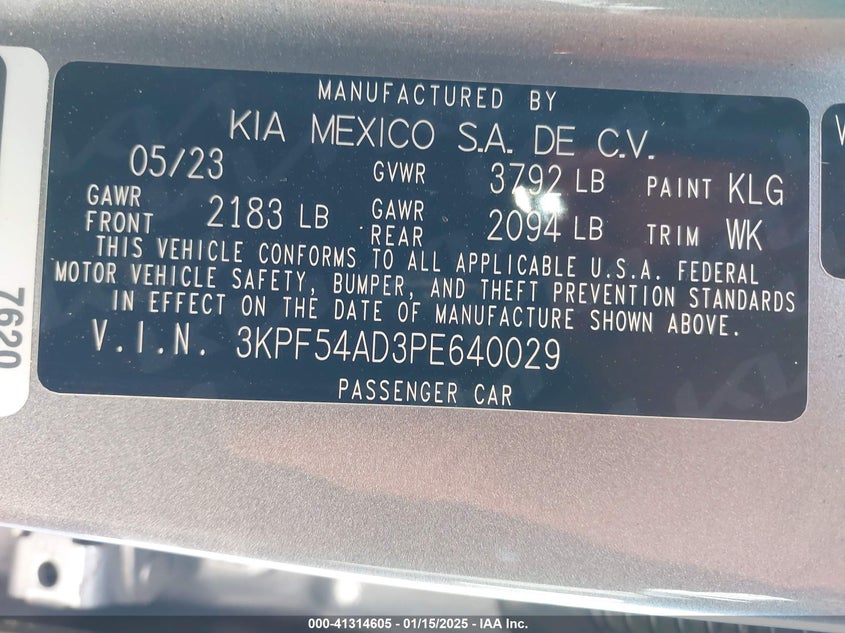 MANUFACTURED BY
KIA MEXICO S.A. DE C.V.
05/23 GVWR 3792 LB PAINT KLG
GAWR FRONT 2183 LB GAWR REAR 2094 LB TRIM WK
THIS VEHICLE CONFORMS TO ALL APPLICABLE U.S.A. FEDERAL
MOTOR VEHICLE SAFETY, BUMPER, AND THEFT PREVENTION STANDARDS
IN EFFECT ON THE DATE OF MANUFACTURE SHOWN ABOVE.
V.I.N. 3KPF54AD3PE640029
PASSENGER CAR
7620
V
000-41314605 - 01/15/2025 - IAA Inc.